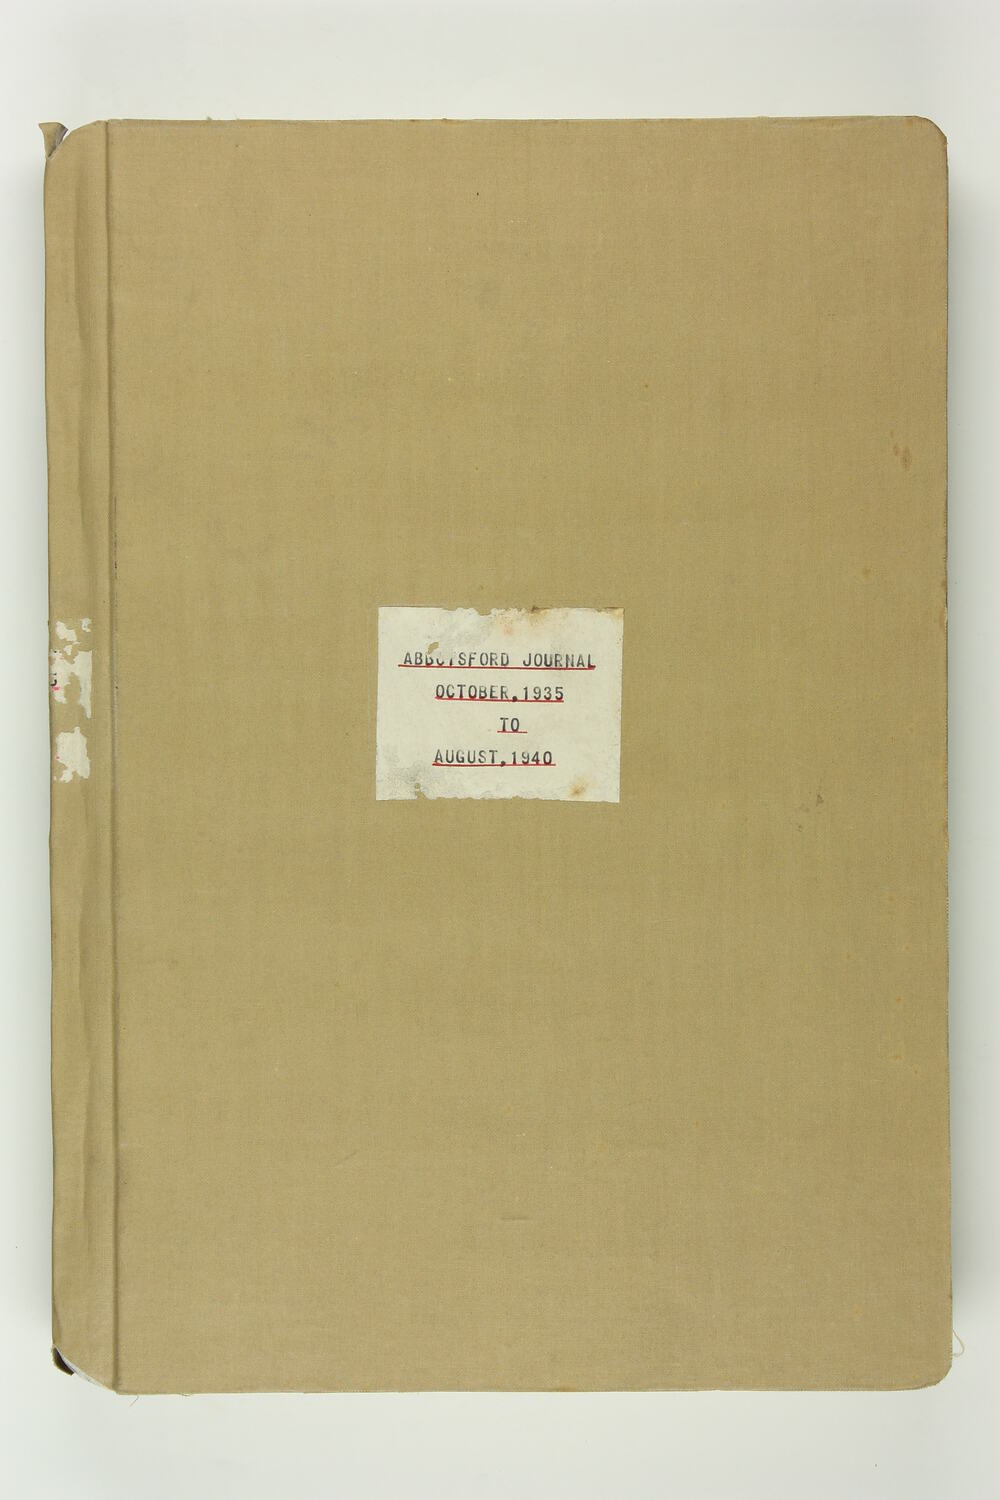 ABBOTSFORD JOURNAL
OCTOBER,1935
TO
AUGUST,1940